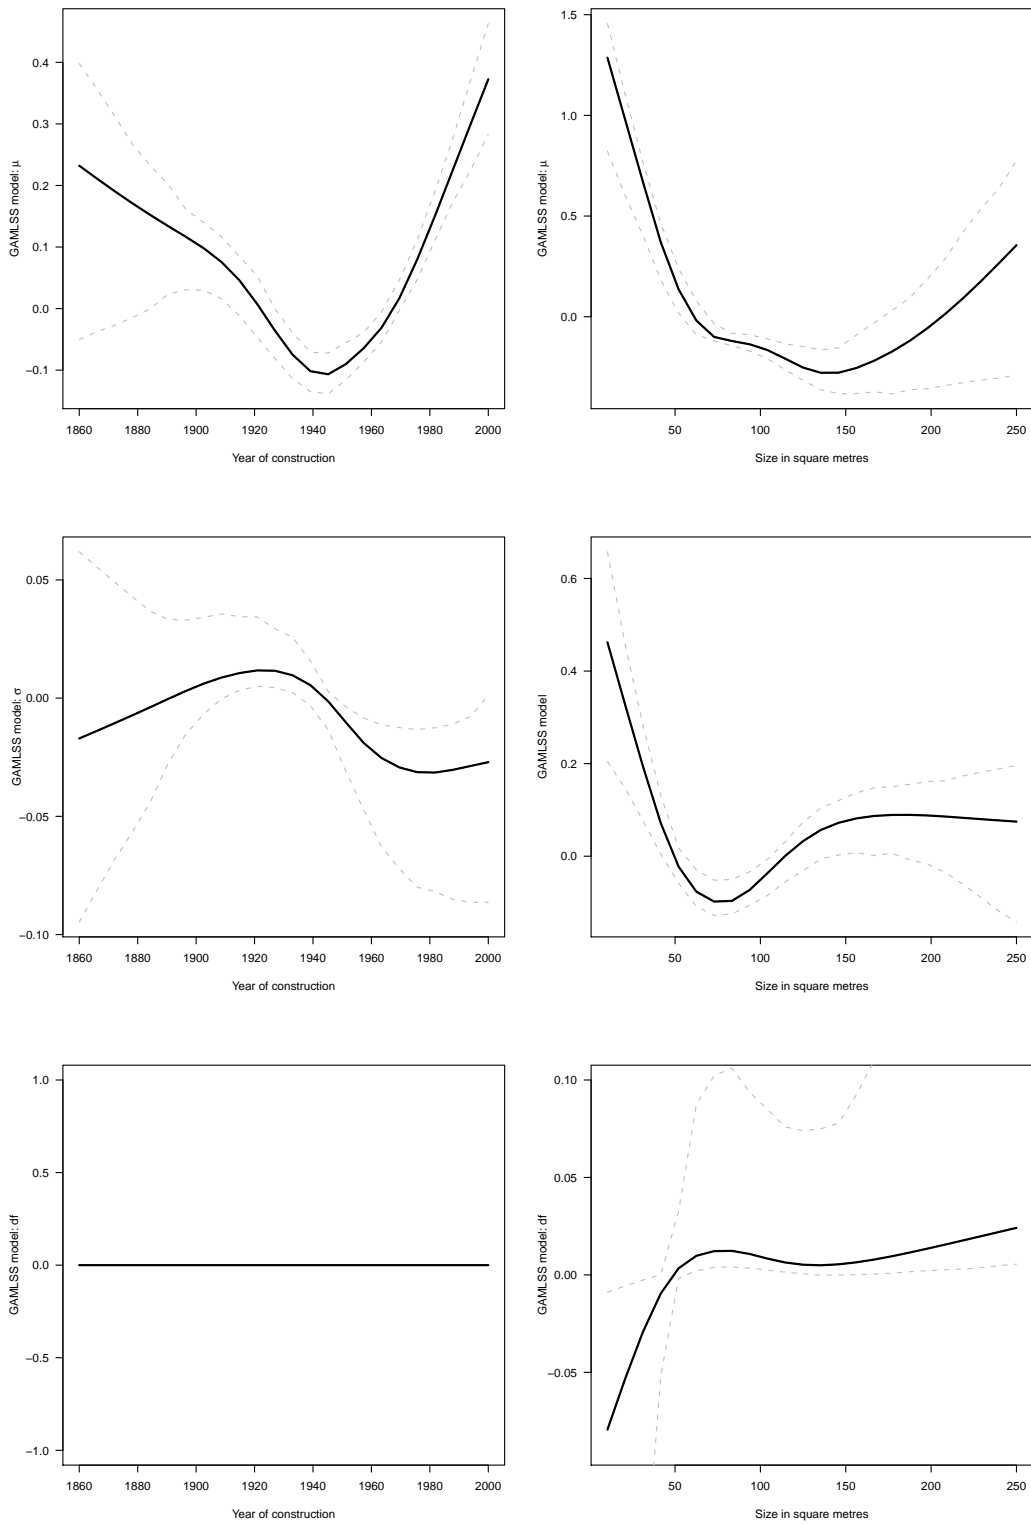 GAMLSS model: μ
0.4
0.3
0.2
0.1
0.0
−0.1
1860 1880 1900 1920 1940 1960 1980 2000
Year of construction
GAMLSS model: μ
1.5
1.0
0.5
0.0
50 100 150 200 250
Size in square metres
GAMLSS model: σ
0.05
0.00
−0.05
−0.10
1860 1880 1900 1920 1940 1960 1980 2000
Year of construction
GAMLSS model
0.6
0.4
0.2
0.0
50 100 150 200 250
Size in square metres
GAMLSS model: df
1.0
0.5
0.0
−0.5
−1.0
1860 1880 1900 1920 1940 1960 1980 2000
Year of construction
GAMLSS model: df
0.10
0.05
0.00
−0.05
50 100 150 200 250
Size in square metres